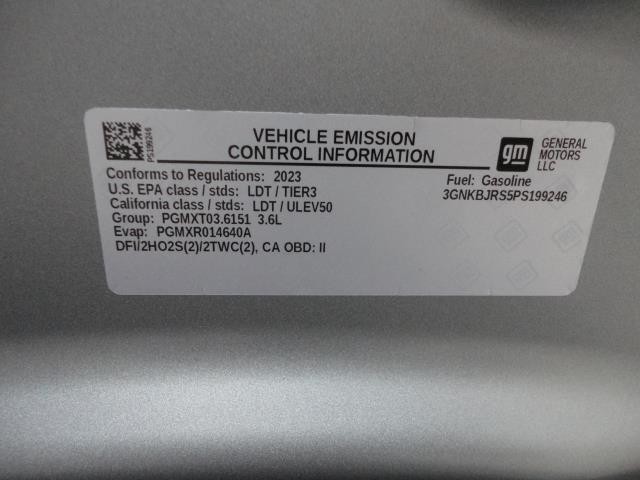 PS199246
VEHICLE EMISSION
CONTROL INFORMATION
gm
GENERAL
MOTORS
LLC
Conforms to Regulations: 2023
U.S. EPA class / stds: LDT / TIER3
California class / stds: LDT / ULEV50
Group: PGMXT03.6151 3.6L
Evap: PGMXR014640A
DFI/2HO2S(2)/2TWC(2), CA OBD: II
Fuel: Gasoline
3GNKBJRS5PS199246